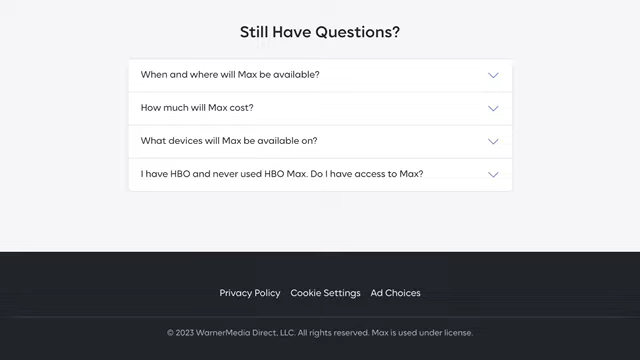 Still Have Questions?
When and where will Max be available?
How much will Max cost?
What devices will Max be available on?
I have HBO and never used HBO Max. Do I have access to Max?
Privacy Policy Cookie Settings Ad Choices
© 2023 WarnerMedia Direct, LLC. All rights reserved. Max is used under license.